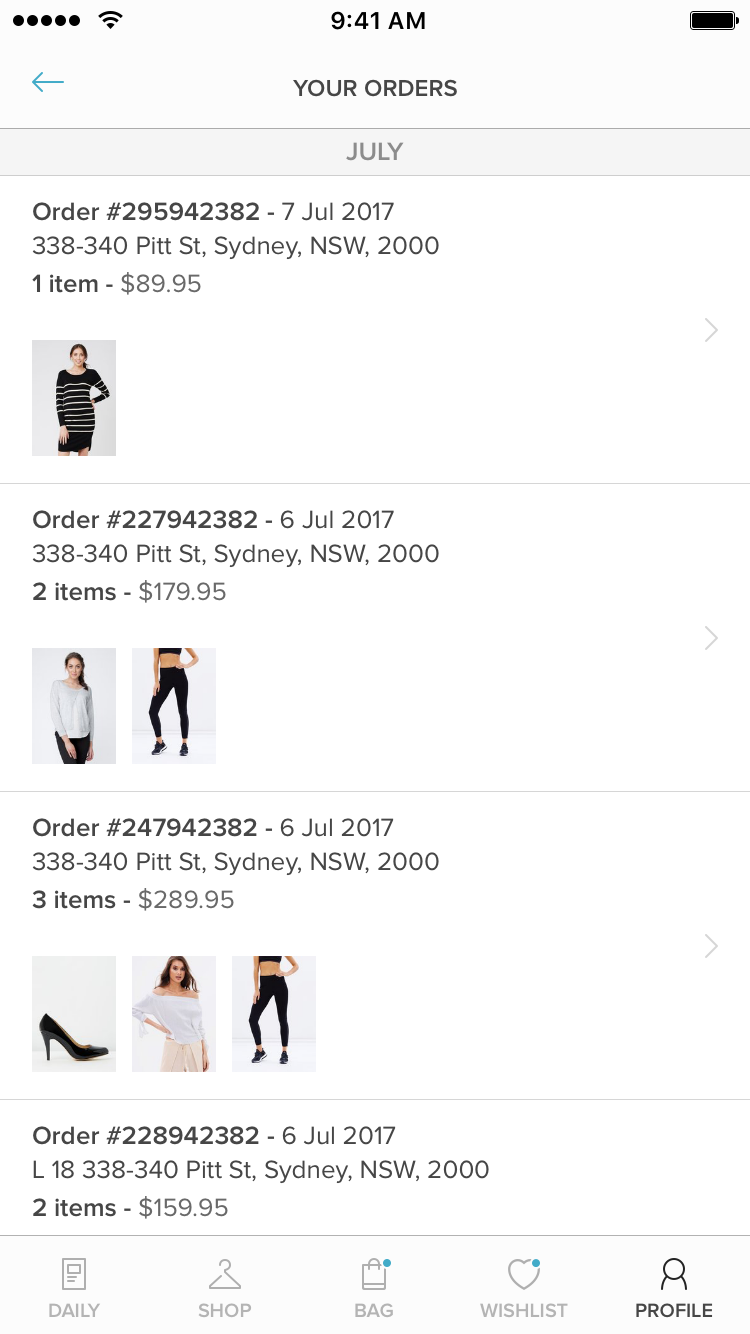 9:41 AM
YOUR ORDERS
JULY
Order #295942382 - 7 Jul 2017
338-340 Pitt St, Sydney, NSW, 2000
1 item - $89.95
Order #227942382 - 6 Jul 2017
338-340 Pitt St, Sydney, NSW, 2000
2 items - $179.95
Order #247942382 - 6 Jul 2017
338-340 Pitt St, Sydney, NSW, 2000
3 items - $289.95
Order #228942382 - 6 Jul 2017
L 18 338-340 Pitt St, Sydney, NSW, 2000
2 items - $159.95
DAILY SHOP BAG WISHLIST PROFILE